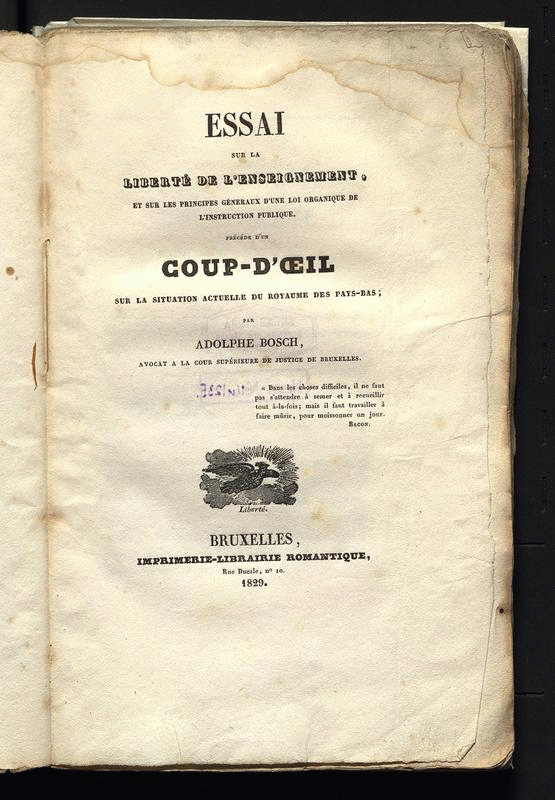 ESSAI
SUR LA
LIBERTÉ DE L'ENSEIGNEMENT,
ET SUR LES PRINCIPES GÉNÉRAUX D'UNE LOI ORGANIQUE DE
L'INSTRUCTION PUBLIQUE.
PRÉCÉDÉ D'UN
COUP-D'ŒIL
SUR LA SITUATION ACTUELLE DU ROYAUME DES PAYS-BAS;
PAR
ADOLPHE BOSCH,
AVOCAT A LA COUR SUPÉRIEURE DE JUSTICE DE BRUXELLES.
« Dans les choses difficiles, il ne faut
pas s'attendre à semer et à recueillir
tout à-la-fois; mais il faut travailler à
faire mûrir, pour moissonner un jour.
BACON.
Liberté.
BRUXELLES,
IMPRIMERIE-LIBRAIRIE ROMANTIQUE,
Rue Ducale, nº 10.
1829.